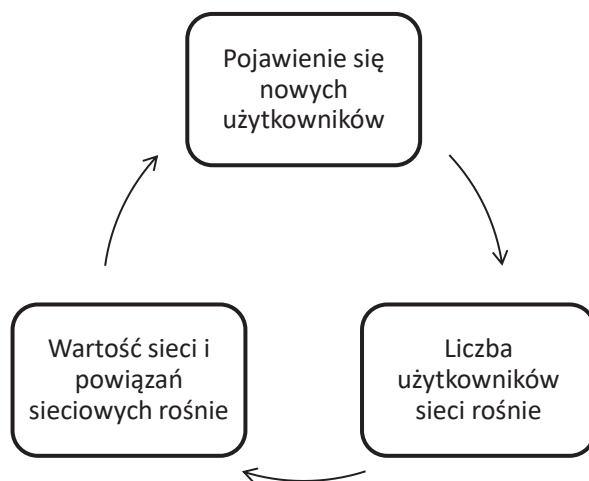 Pojawienie się
nowych
użytkowników
Wartość sieci i
powiązań
sieciowych rośnie
Liczba
użytkowników
sieci rośnie